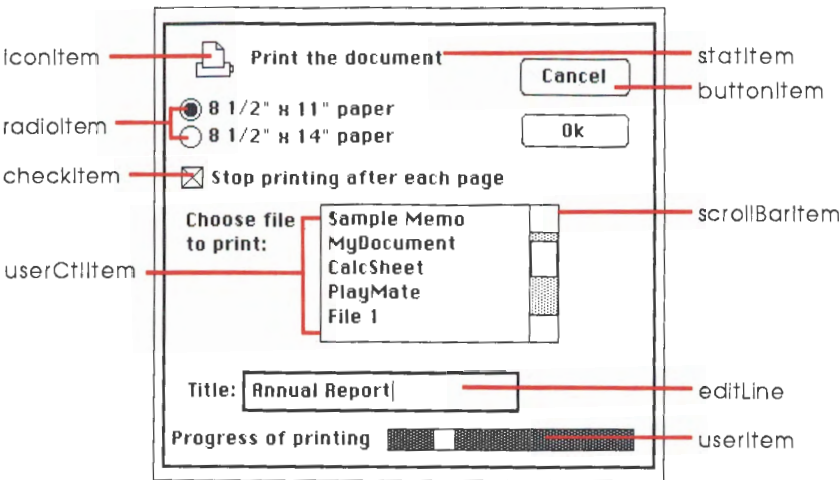 iconItem
Print the document
statItem
Cancel
buttonItem
radioItem
8 1/2" x 11" paper
8 1/2" x 14" paper
Ok
checkItem
Stop printing after each page
Choose file
to print:
Sample Memo
MyDocument
CalcSheet
PlayMate
File 1
scrollBarItem
userCtlItem
Title:
Annual Report
editLine
Progress of printing
userItem